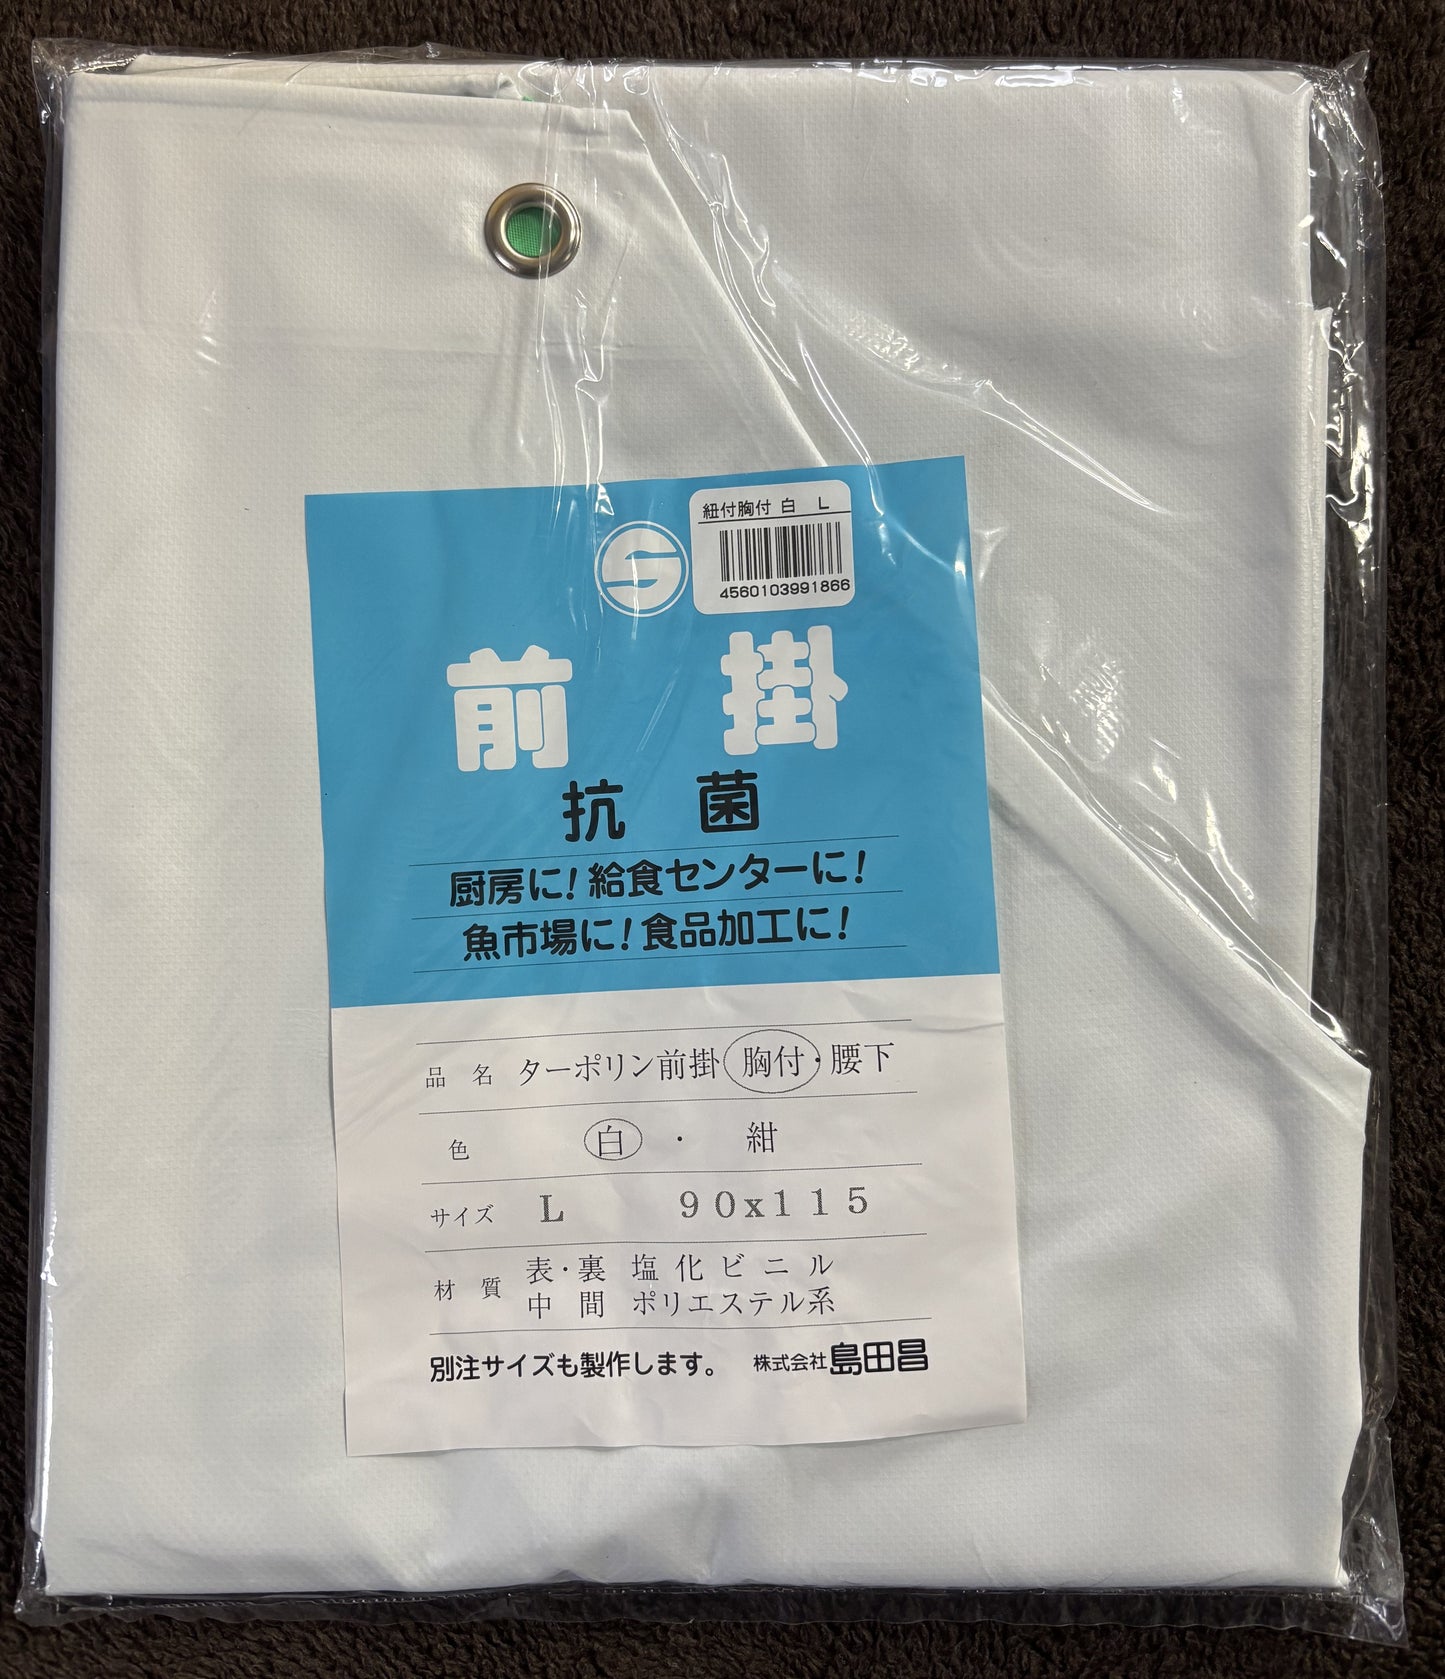 紐付胸付 白 L
4560103991866
S
前掛
抗菌
厨房に!給食センターに!
魚市場に!食品加工に!
品名 ターポリン前掛 胸付・腰下
色 白・紺
サイズ L 90x115
材質 表・裏 塩化ビニル
中間 ポリエステル系
別注サイズも製作します。 株式会社島田昌